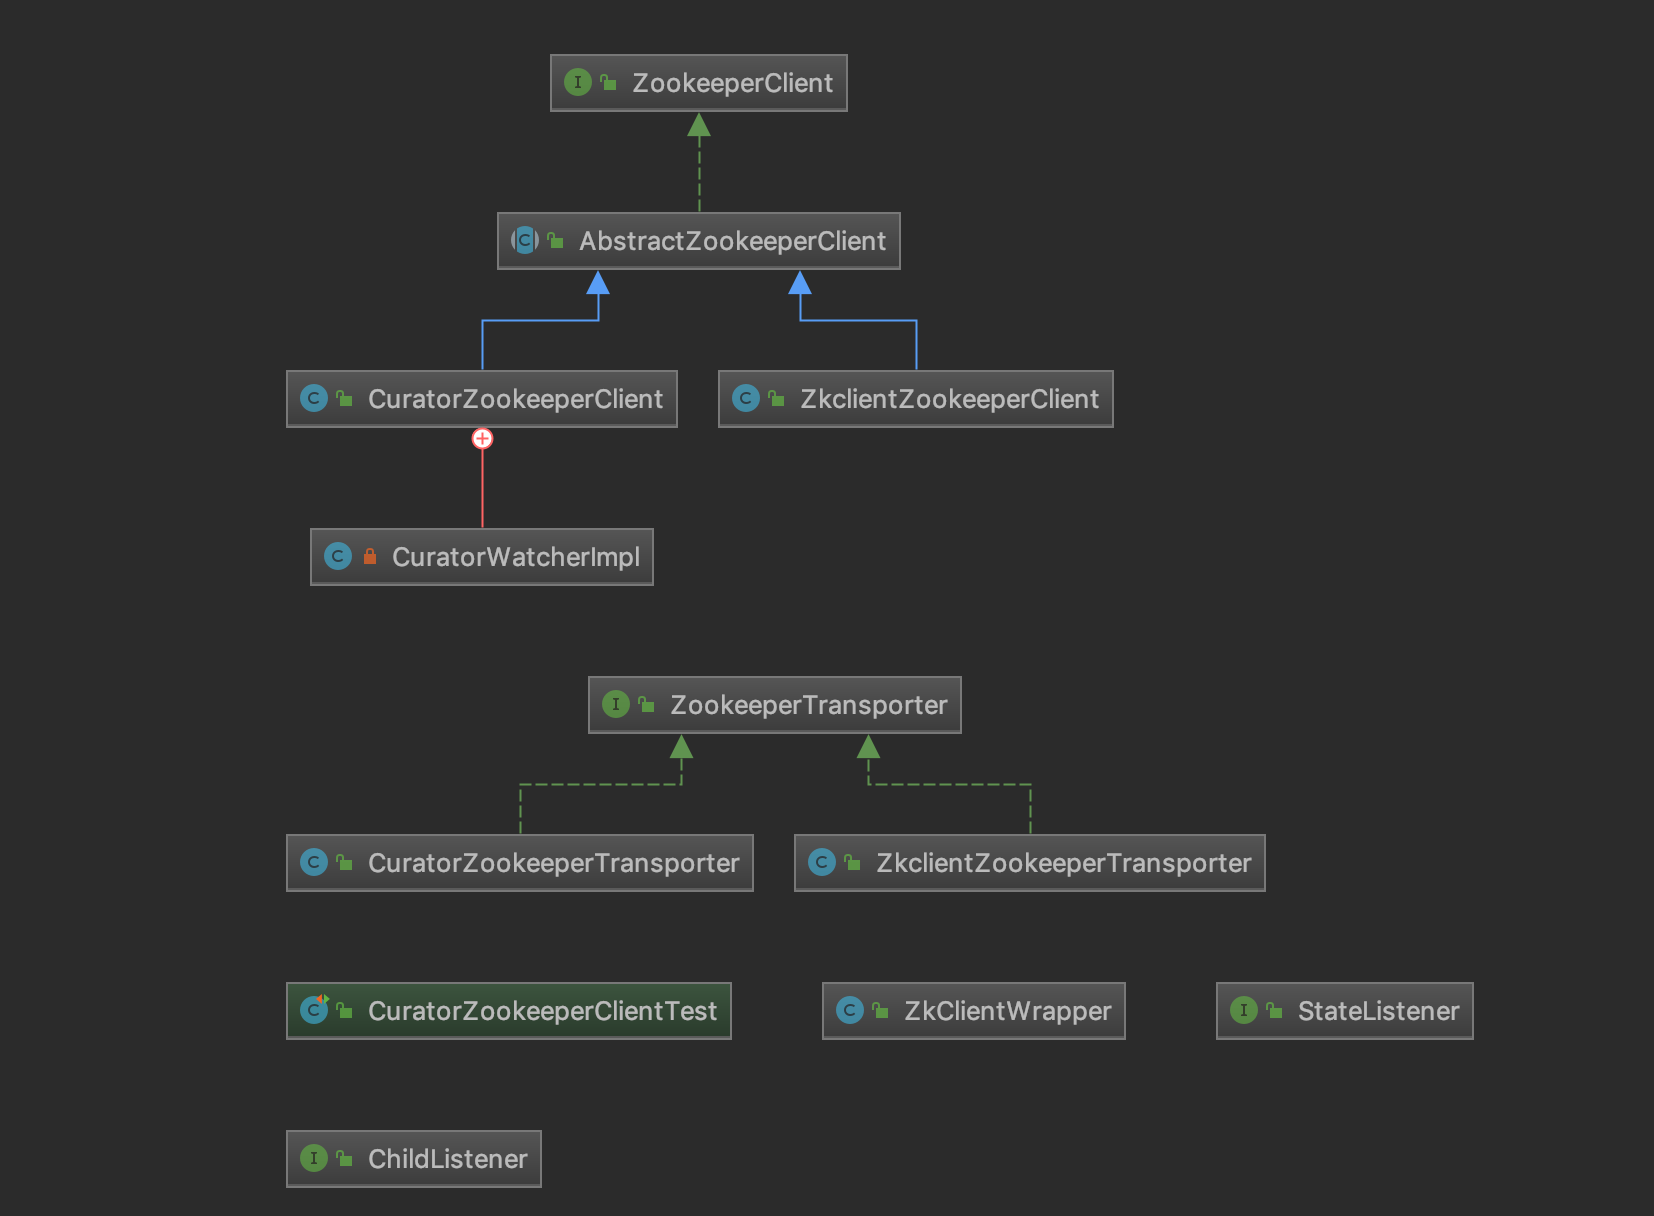 ZookeeperClient
AbstractZookeeperClient
CuratorZookeeperClient
ZkclientZookeeperClient
CuratorWatcherImpl
ZookeeperTransporter
CuratorZookeeperTransporter
ZkclientZookeeperTransporter
CuratorZookeeperClientTest
ZkClientWrapper
StateListener
ChildListener